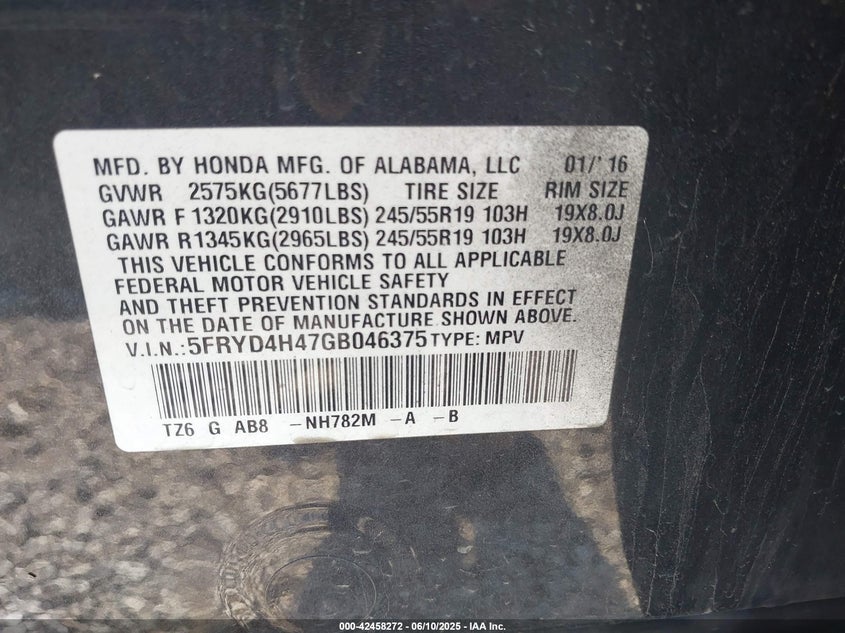 MFD. BY HONDA MFG. OF ALABAMA, LLC 01/'16
GVWR 2575KG(5677LBS) TIRE SIZE RIM SIZE
GAWR F 1320KG(2910LBS) 245/55R19 103H 19X8.0J
GAWR R1345KG(2965LBS) 245/55R19 103H 19X8.0J
THIS VEHICLE CONFORMS TO ALL APPLICABLE
FEDERAL MOTOR VEHICLE SAFETY
AND THEFT PREVENTION STANDARDS IN EFFECT
ON THE DATE OF MANUFACTURE SHOWN ABOVE.
V.I.N.:5FRYD4H47GB046375 TYPE: MPV
TZ6 G AB8 -NH782M -A -B
000-42458272 - 06/10/2025 - IAA Inc.